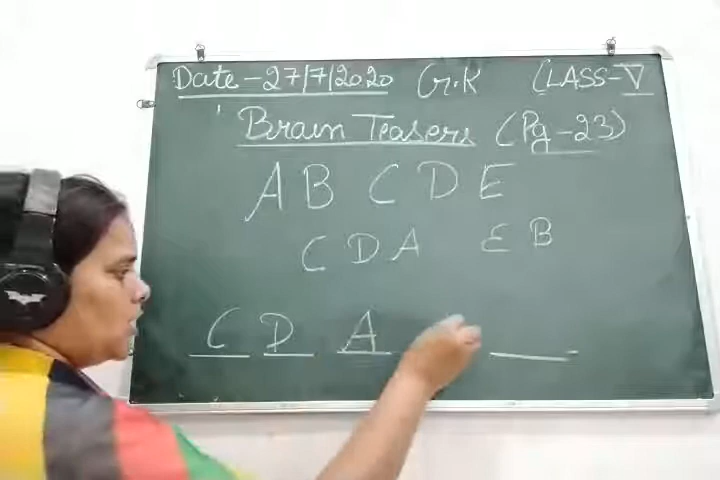 Date - 27/7/2020 G.K CLASS-V
Brain Teasers (Pg-23)
A B C D E
C D A E B
C D A